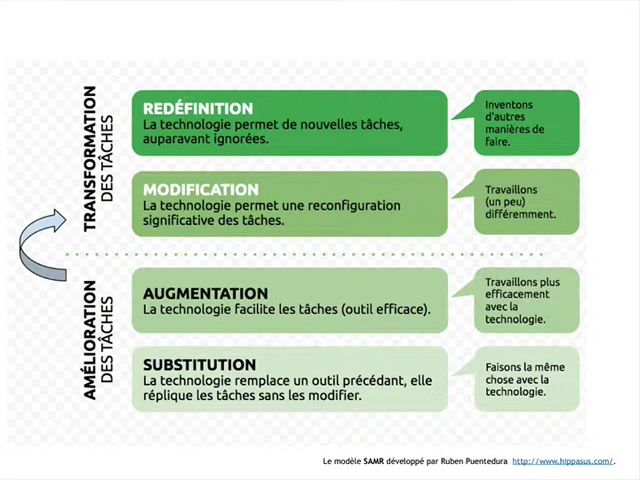 TRANSFORMATION
DES TÂCHES
REDÉFINITION
La technologie permet de nouvelles tâches,
auparavant ignorées.
Inventons
d'autres
manières de
faire.
MODIFICATION
La technologie permet une reconfiguration
significative des tâches.
Travaillons
(un peu)
différemment.
AMÉLIORATION
DES TÂCHES
AUGMENTATION
La technologie facilite les tâches (outil efficace).
Travaillons plus
efficacement
avec la
technologie.
SUBSTITUTION
La technologie remplace un outil précédant, elle
réplique les tâches sans les modifier.
Faisons la même
chose avec la
technologie.
Le modèle SAMR développé par Ruben Puentedura http://www.hippasus.com/.